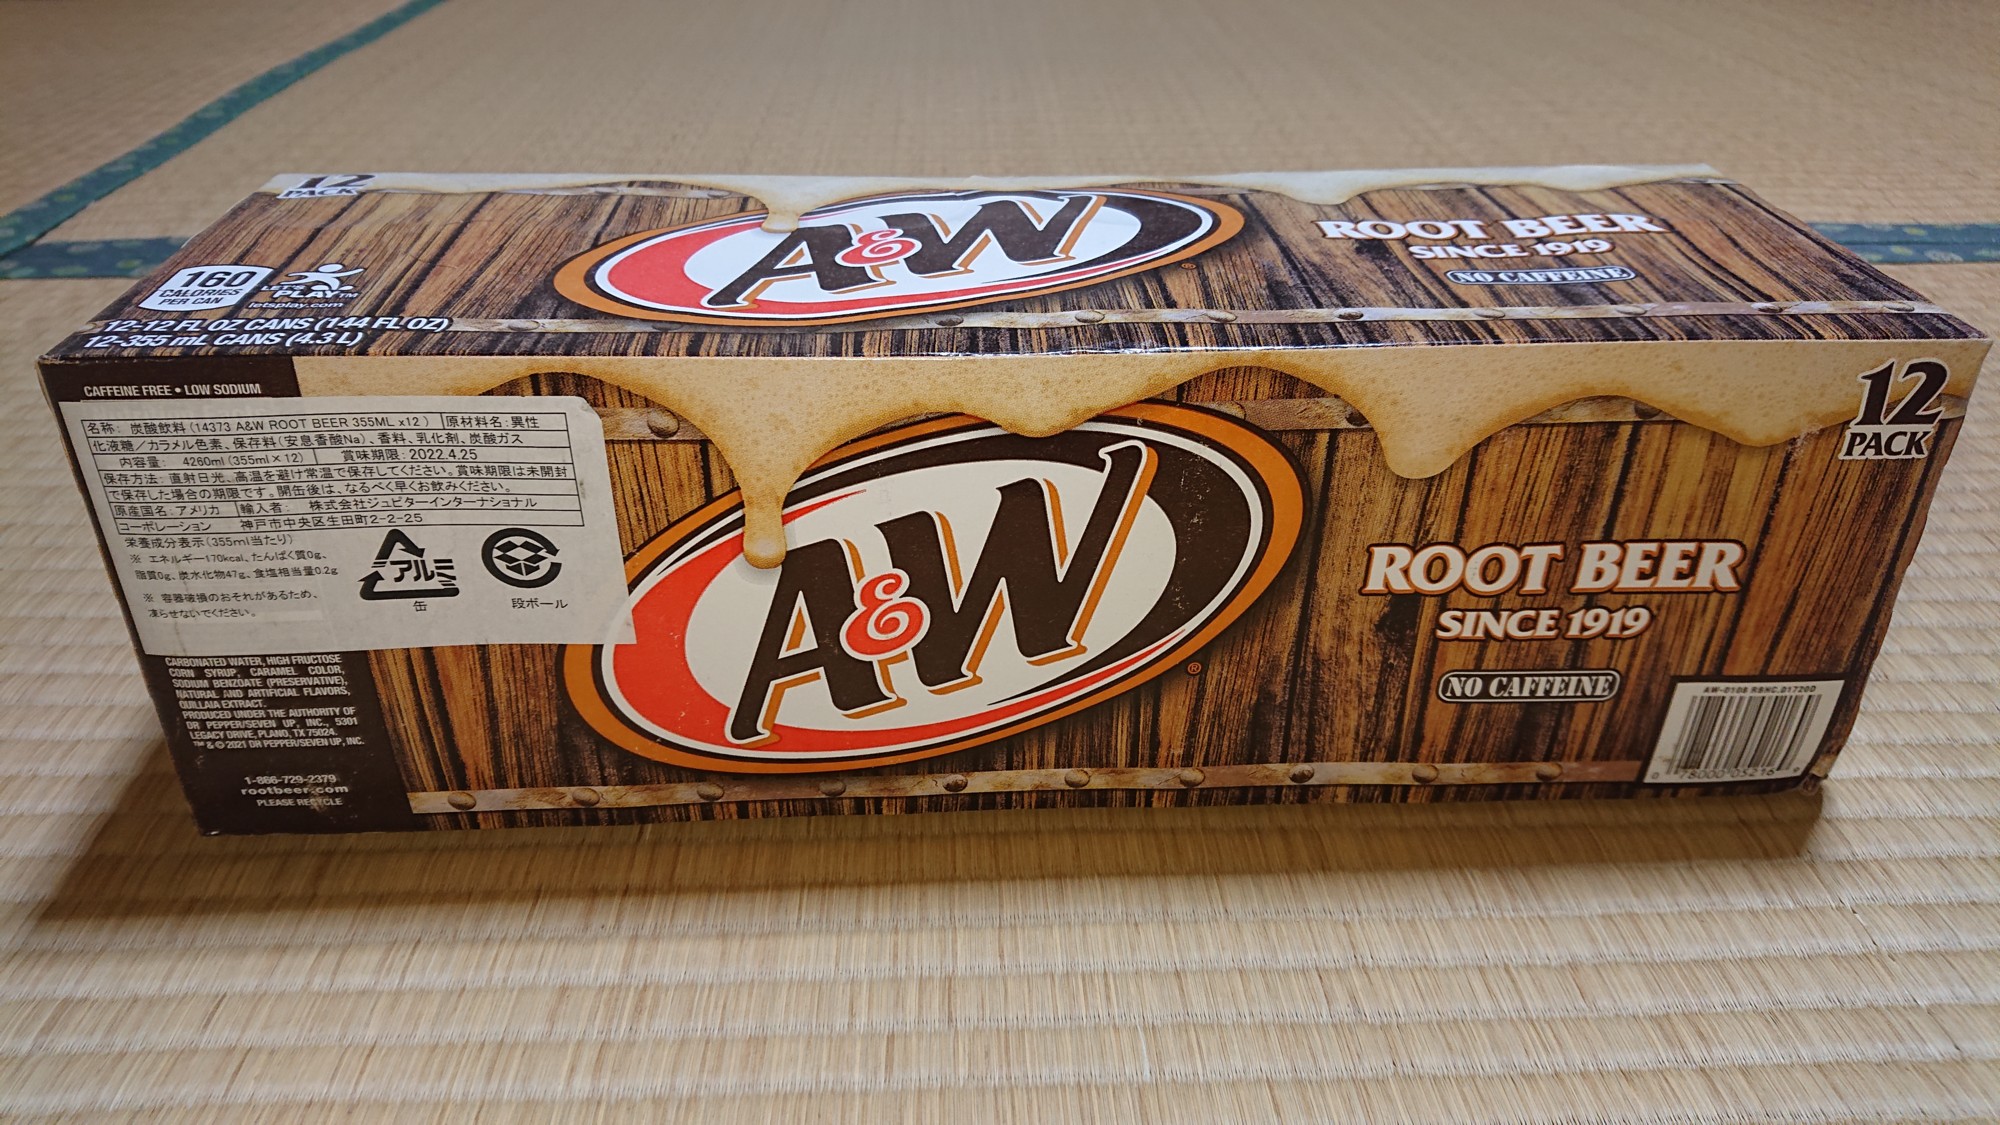 12
PACK
A&W
®
ROOT BEER
SINCE 1919
NO CAFFEINE
160
CALORIES
PER CAN
LET'S
PLAY™
letsplay.com
12-12 FL OZ CANS (144 FL OZ)
12-355 mL CANS (4.3 L)
CAFFEINE FREE • LOW SODIUM
名称: 炭酸飲料 (14373 A&W ROOT BEER 355ML x12 ) 原材料名: 異性
化液糖/カラメル色素、保存料(安息香酸Na)、香料、乳化剤、炭酸ガス
内容量: 4260ml (355ml×12) 賞味期限: 2022.4.25
保存方法: 直射日光、高温を避け常温で保存してください。賞味期限は未開封
で保存した場合の期限です。開缶後は、なるべく早くお飲みください。
原産国名: アメリカ 輸入者: 株式会社ジュピターインターナショナル
コーポレーション 神戸市中央区生田町2-2-25
栄養成分表示(355ml当たり)
※ エネルギー170kcal、たんぱく質0g、
脂質0g、炭水化物47g、食塩相当量0.2g
※ 容器破損のおそれがあるため、
凍らせないでください。
アルミ
缶
段ボール
CARBONATED WATER, HIGH FRUCTOSE
CORN SYRUP, CARAMEL COLOR,
SODIUM BENZOATE (PRESERVATIVE),
NATURAL AND ARTIFICIAL FLAVORS,
QUILLAIA EXTRACT.
PRODUCED UNDER THE AUTHORITY OF
DR PEPPER/SEVEN UP, INC., 5301
LEGACY DRIVE, PLANO, TX 75024.
™ & © 2021 DR PEPPER/SEVEN UP, INC.
1-866-729-2379
rootbeer.com
PLEASE RECYCLE
A&W
®
12
PACK
ROOT BEER
SINCE 1919
NO CAFFEINE
AW-0108 RBHC.D1720D
0 78000 05216 9